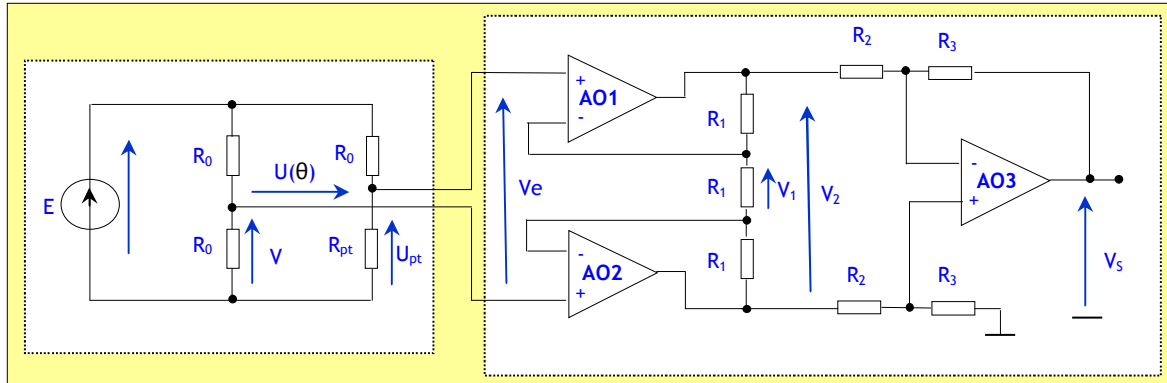 E
R0
R0
U(θ)
R0
V
Rpt
Upt
Ve
+
AO1
-
-
AO2
+
R1
R1
V1
R1
V2
R2
R3
-
AO3
+
R2
R3
VS